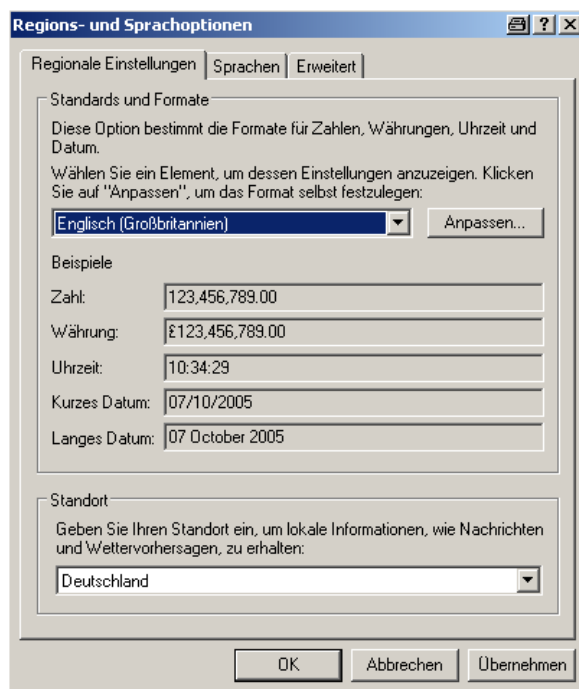 Regions- und Sprachoptionen
Regionale Einstellungen Sprachen Erweitert
Standards und Formate
Diese Option bestimmt die Formate für Zahlen, Währungen, Uhrzeit und
Datum.
Wählen Sie ein Element, um dessen Einstellungen anzuzeigen. Klicken
Sie auf "Anpassen", um das Format selbst festzulegen:
Englisch (Großbritannien) Anpassen...
Beispiele
Zahl: 123,456,789.00
Währung: £123,456,789.00
Uhrzeit: 10:34:29
Kurzes Datum: 07/10/2005
Langes Datum: 07 October 2005
Standort
Geben Sie Ihren Standort ein, um lokale Informationen, wie Nachrichten
und Wettervorhersagen, zu erhalten:
Deutschland
OK Abbrechen Übernehmen